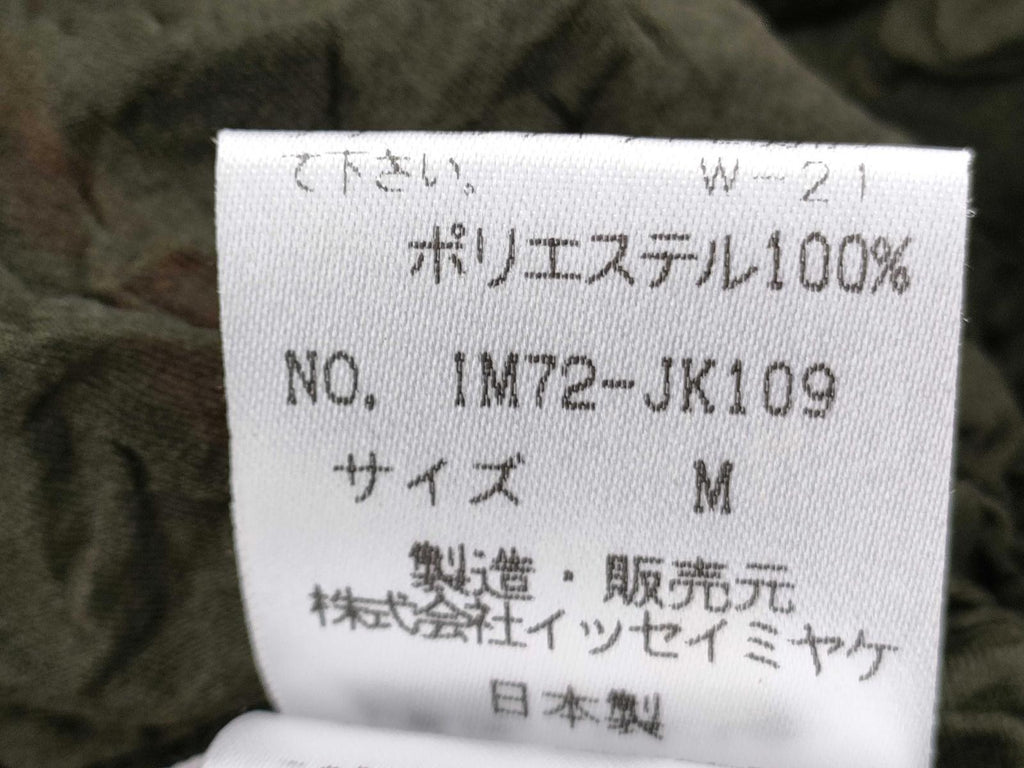 て下さい。 W-21
ポリエステル100%
NO. IM72-JK109
サイズ M
製造・販売元
株式会社イッセイミヤケ
日本製